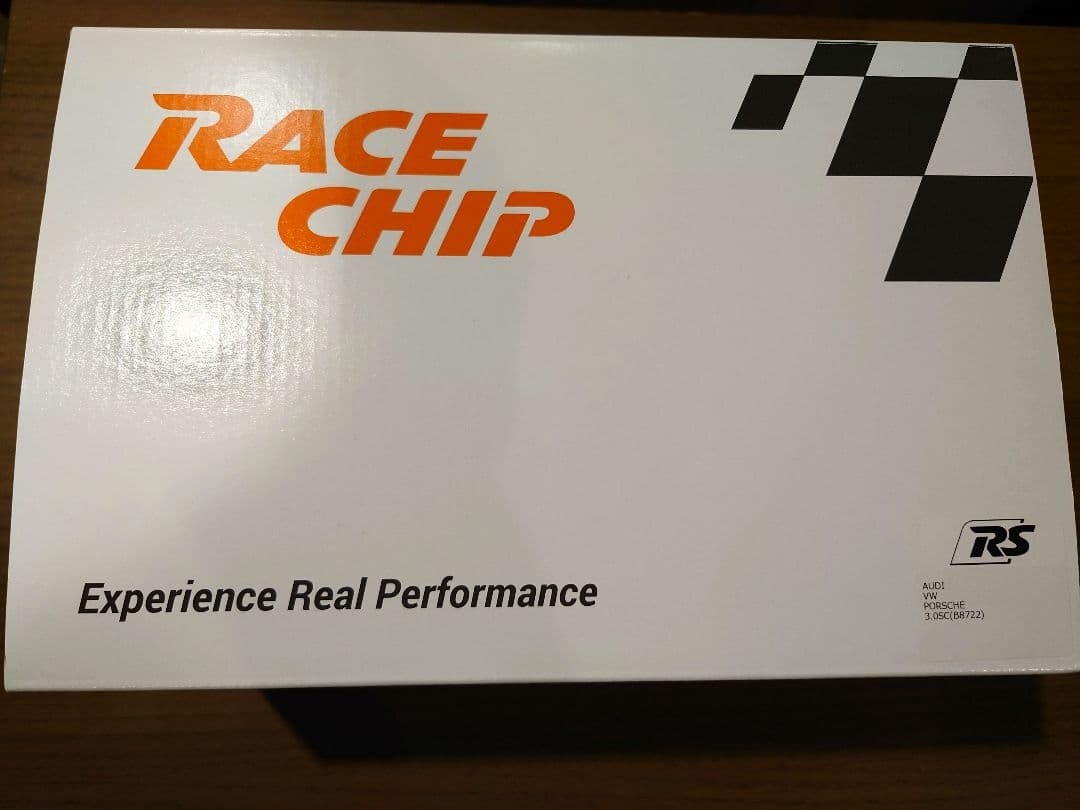 RACE
CHIP
Experience Real Performance
RS
AUDI
VW
PORSCHE
3.0SC(B8722)